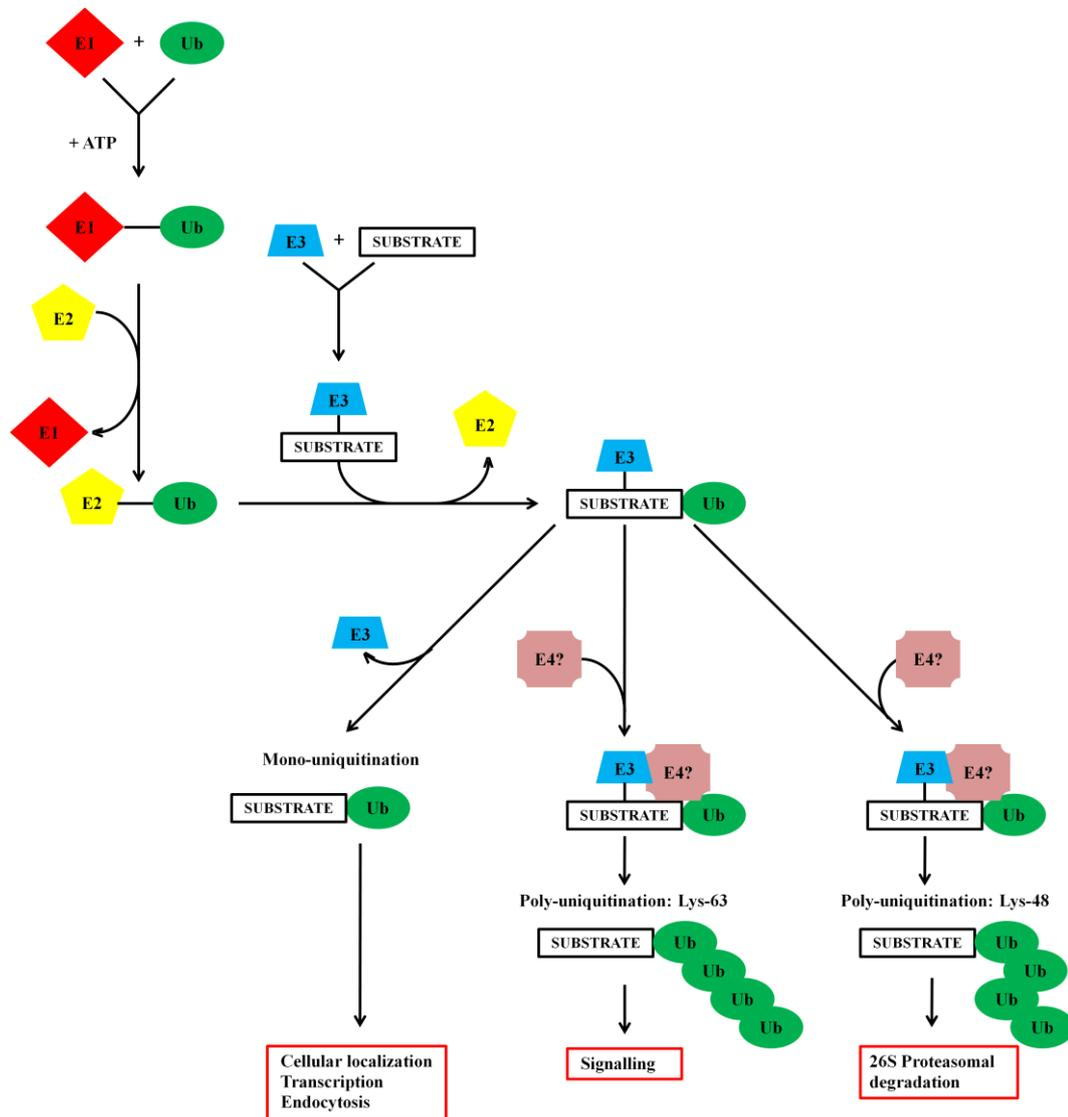 E1 + Ub
+ ATP
E1 Ub
E3 + SUBSTRATE
E2
E3
E2
SUBSTRATE
E1
E2 Ub
E3
SUBSTRATE Ub
E3
E4?
E4?
Mono-uniquitination
SUBSTRATE Ub
E3 E4?
SUBSTRATE Ub
E3 E4?
SUBSTRATE Ub
Poly-uniquitination: Lys-63
SUBSTRATE Ub
Ub
Ub
Ub
Poly-uniquitination: Lys-48
SUBSTRATE Ub
Ub
Ub
Ub
Cellular localization
Transcription
Endocytosis
Signalling
26S Proteasomal
degradation